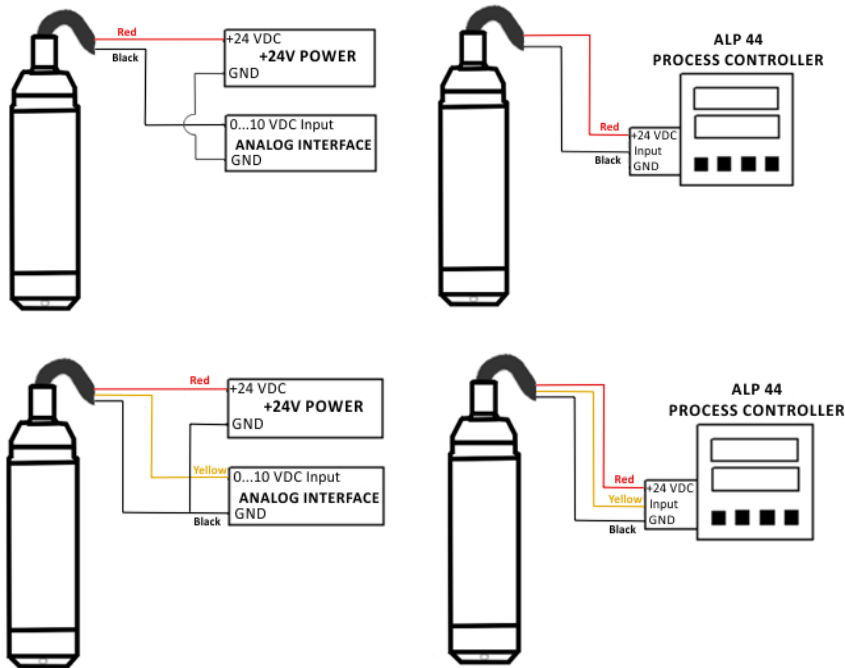 Red
Black
+24 VDC
+24V POWER
GND
0...10 VDC Input
ANALOG INTERFACE
GND
ALP 44
PROCESS CONTROLLER
Red
Black
+24 VDC
Input
GND
Red
Yellow
Black
+24 VDC
+24V POWER
GND
0...10 VDC Input
ANALOG INTERFACE
GND
ALP 44
PROCESS CONTROLLER
Red
Yellow
Black
+24 VDC
Input
GND